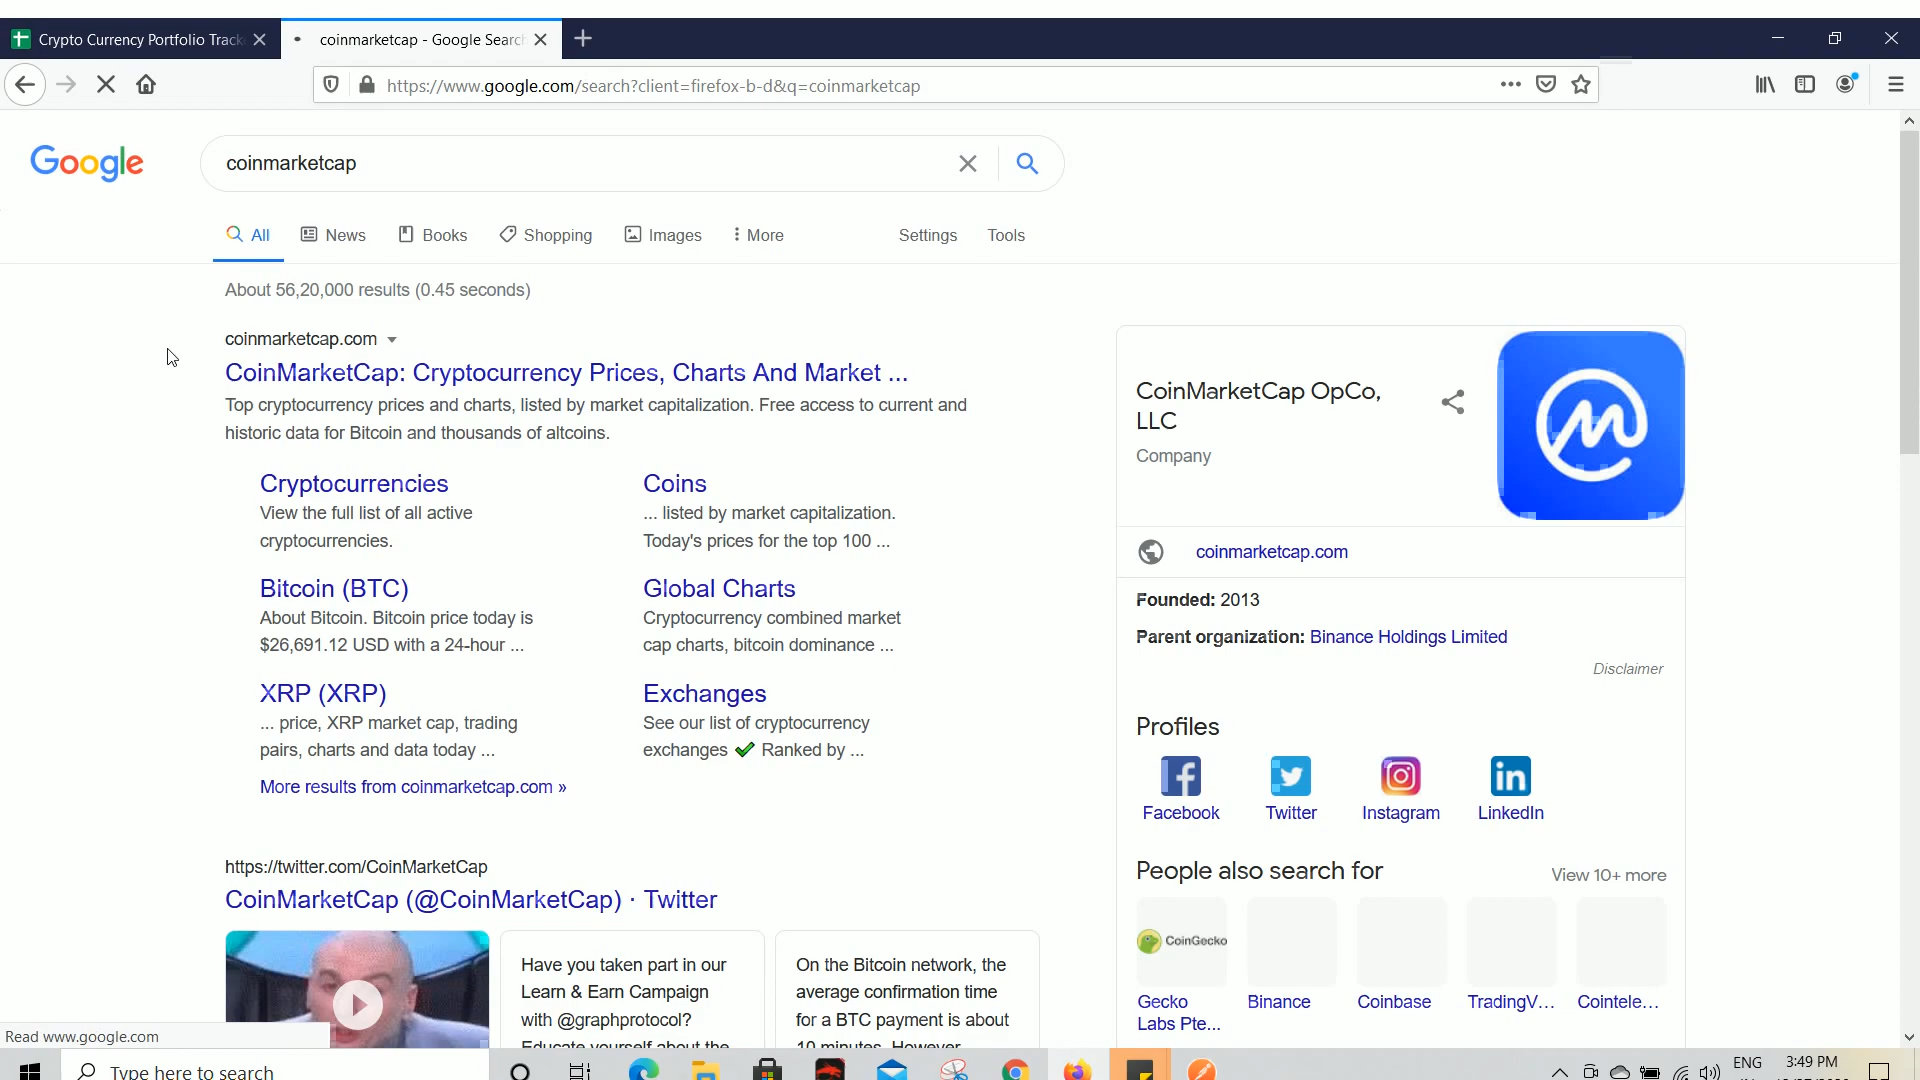 Crypto Currency Portfolio Track
coinmarketcap - Google Search
https://www.google.com/search?client=firefox-b-d&q=coinmarketcap
Google
coinmarketcap
All
News
Books
Shopping
Images
More
Settings
Tools
About 56,20,000 results (0.45 seconds)
coinmarketcap.com
CoinMarketCap: Cryptocurrency Prices, Charts And Market ...
Top cryptocurrency prices and charts, listed by market capitalization. Free access to current and
historic data for Bitcoin and thousands of altcoins.
Cryptocurrencies
View the full list of all active
cryptocurrencies.
Coins
... listed by market capitalization.
Today's prices for the top 100 ...
Bitcoin (BTC)
About Bitcoin. Bitcoin price today is
$26,691.12 USD with a 24-hour ...
Global Charts
Cryptocurrency combined market
cap charts, bitcoin dominance ...
XRP (XRP)
... price, XRP market cap, trading
pairs, charts and data today ...
Exchanges
See our list of cryptocurrency
exchanges ✔ Ranked by ...
More results from coinmarketcap.com »
https://twitter.com/CoinMarketCap
CoinMarketCap (@CoinMarketCap) · Twitter
Have you taken part in our
Learn & Earn Campaign
with @graphprotocol?
Educate yourself about the
On the Bitcoin network, the
average confirmation time
for a BTC payment is about
10 minutes. However,
CoinMarketCap OpCo,
LLC
Company
coinmarketcap.com
Founded: 2013
Parent organization: Binance Holdings Limited
Disclaimer
Profiles
Facebook
Twitter
Instagram
LinkedIn
People also search for
View 10+ more
CoinGecko
Gecko
Labs Pte...
Binance
Coinbase
TradingV...
Cointele...
Read www.google.com
Type here to search
ENG
3:49 PM